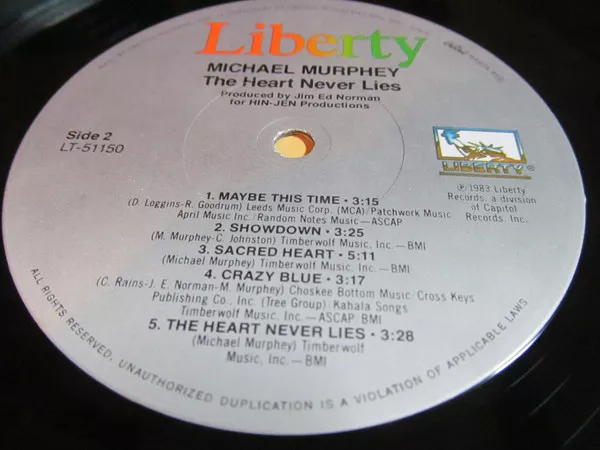 Liberty
MICHAEL MURPHEY
The Heart Never Lies
Produced by Jim Ed Norman
for HIN-JEN Productions
Side 2
LT-51150
LIBERTY®
℗ 1983 Liberty
Records, a division
of Capitol
Records, Inc.
1. MAYBE THIS TIME • 3:15
(D. Loggins-R. Goodrum) Leeds Music Corp. (MCA)/Patchwork Music
April Music Inc./Random Notes Music—ASCAP
2. SHOWDOWN • 3:25
(M. Murphey-C. Johnston) Timberwolf Music, Inc.—BMI
3. SACRED HEART • 5:11
(Michael Murphey) Timberwolf Music, Inc.—BMI
4. CRAZY BLUE • 3:17
(C. Rains-J. E. Norman-M. Murphey) Choskee Bottom Music/Cross Keys
Publishing Co., Inc. (Tree Group)/Kahala Songs
Timberwolf Music, Inc.—ASCAP BMI
5. THE HEART NEVER LIES • 3:28
(Michael Murphey) Timberwolf
Music, Inc.—BMI
ALL RIGHTS RESERVED. UNAUTHORIZED DUPLICATION IS A VIOLATION OF APPLICABLE LAWS